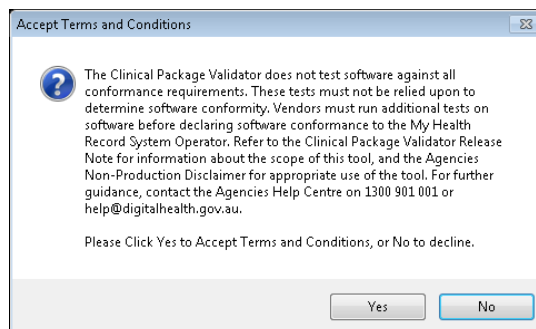 Accept Terms and Conditions
The Clinical Package Validator does not test software against all
conformance requirements. These tests must not be relied upon to
determine software conformity. Vendors must run additional tests on
software before declaring software conformance to the My Health
Record System Operator. Refer to the Clinical Package Validator Release
Note for information about the scope of this tool, and the Agencies
Non-Production Disclaimer for appropriate use of the tool. For further
guidance, contact the Agencies Help Centre on 1300 901 001 or
help@digitalhealth.gov.au.
Please Click Yes to Accept Terms and Conditions, or No to decline.
Yes
No